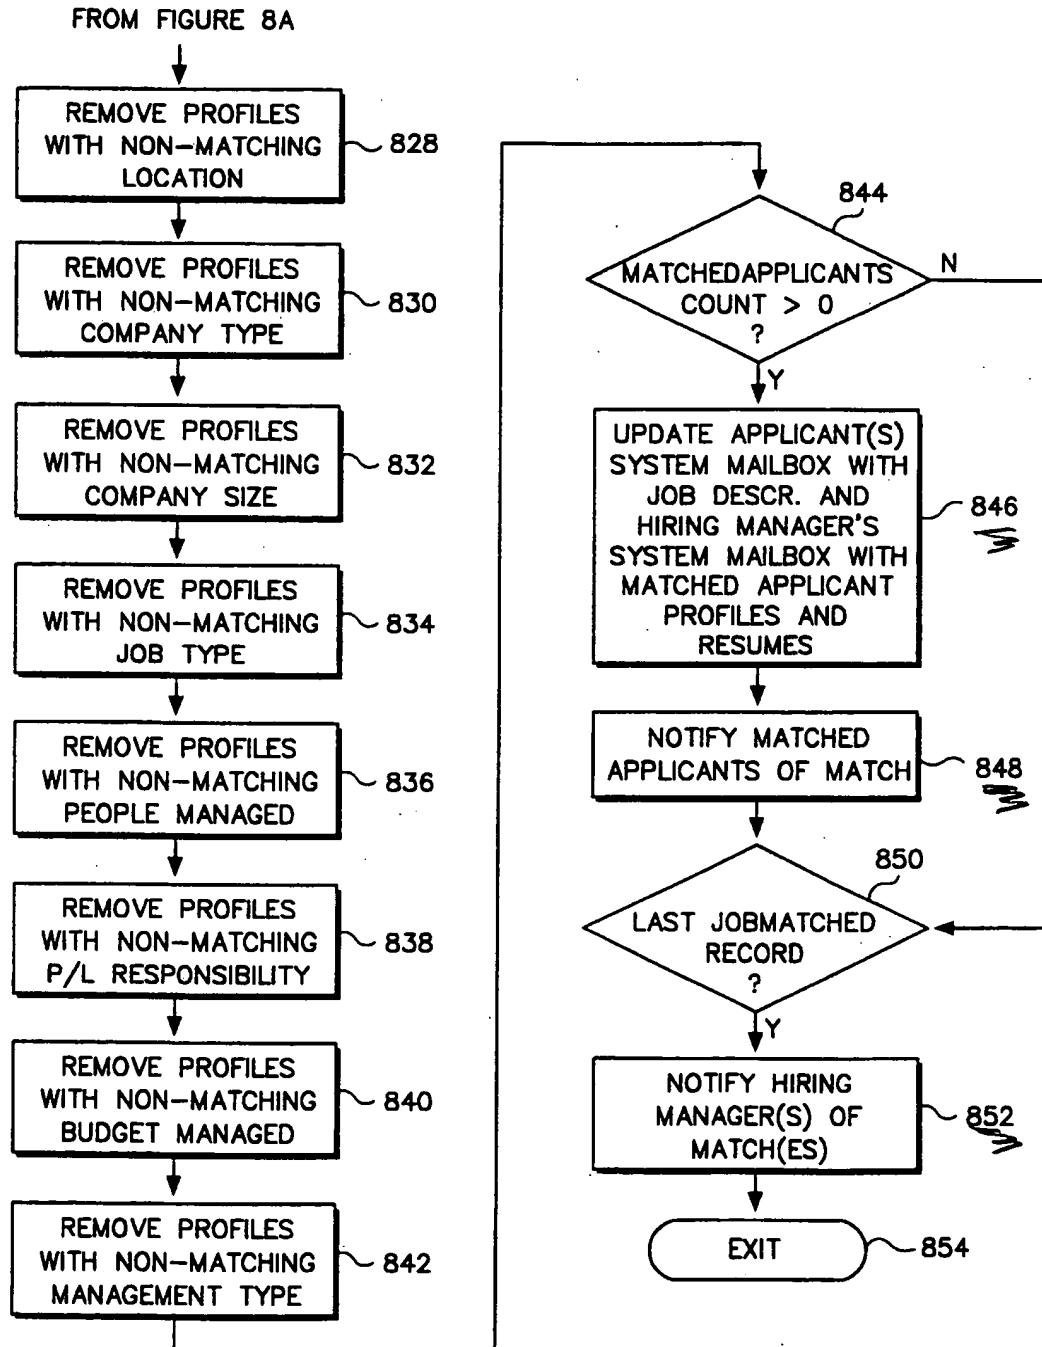 FROM FIGURE 8A
REMOVE PROFILES
WITH NON-MATCHING
LOCATION
828
REMOVE PROFILES
WITH NON-MATCHING
COMPANY TYPE
830
REMOVE PROFILES
WITH NON-MATCHING
COMPANY SIZE
832
REMOVE PROFILES
WITH NON-MATCHING
JOB TYPE
834
REMOVE PROFILES
WITH NON-MATCHING
PEOPLE MANAGED
836
REMOVE PROFILES
WITH NON-MATCHING
P/L RESPONSIBILITY
838
REMOVE PROFILES
WITH NON-MATCHING
BUDGET MANAGED
840
REMOVE PROFILES
WITH NON-MATCHING
MANAGEMENT TYPE
842
844
MATCHEDAPPLICANTS
COUNT > 0
?
N
Y
UPDATE APPLICANT(S)
SYSTEM MAILBOX WITH
JOB DESCR. AND
HIRING MANAGER'S
SYSTEM MAILBOX WITH
MATCHED APPLICANT
PROFILES AND
RESUMES
846
NOTIFY MATCHED
APPLICANTS OF MATCH
848
850
LAST JOBMATCHED
RECORD
?
Y
NOTIFY HIRING
MANAGER(S) OF
MATCH(ES)
852
EXIT
854